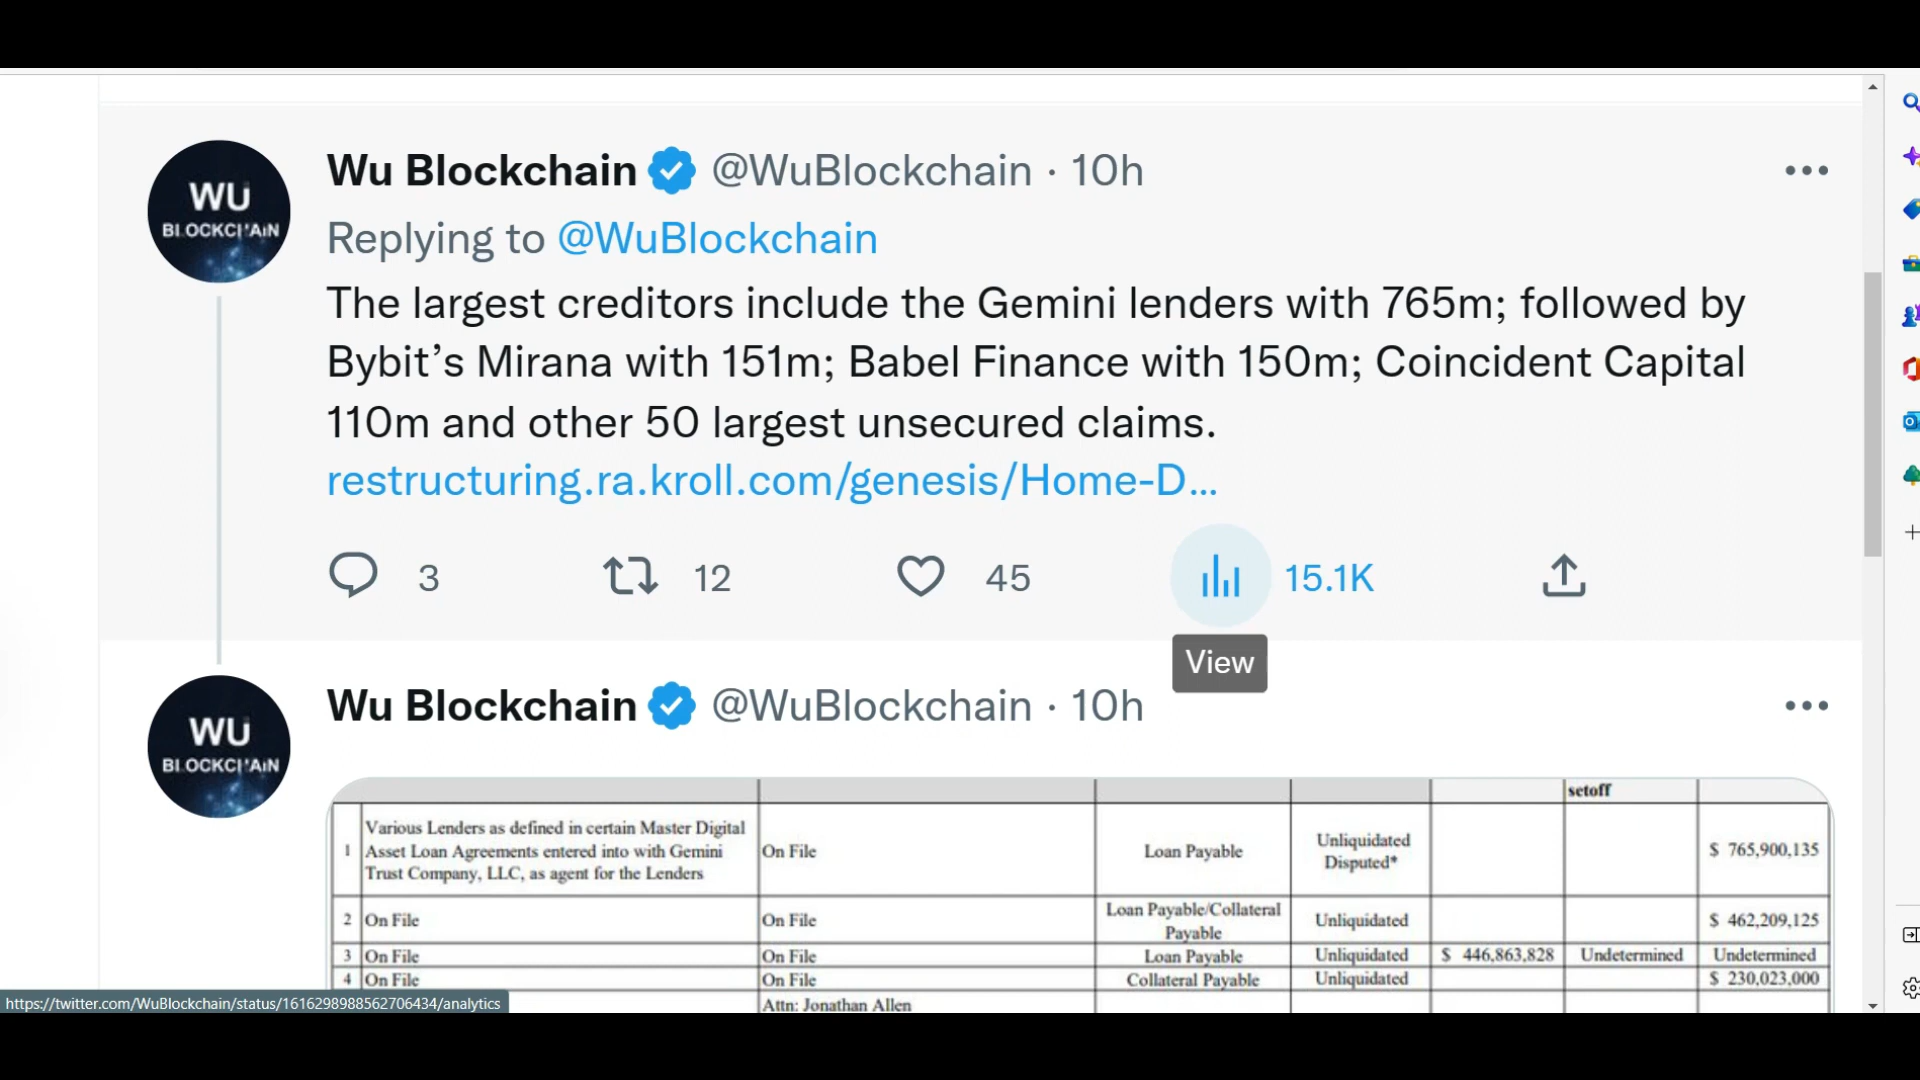 WU
BLOCKCHAIN
Wu Blockchain @WuBlockchain · 10h
Replying to @WuBlockchain
The largest creditors include the Gemini lenders with 765m; followed by
Bybit’s Mirana with 151m; Babel Finance with 150m; Coincident Capital
110m and other 50 largest unsecured claims.
restructuring.ra.kroll.com/genesis/Home-D...
3 12 45 15.1K
View
WU
BLOCKCHAIN
Wu Blockchain @WuBlockchain · 10h
setoff
1 Various Lenders as defined in certain Master Digital
Asset Loan Agreements entered into with Gemini
Trust Company, LLC, as agent for the Lenders
On File
Loan Payable
Unliquidated
Disputed*
$ 765,900,135
2 On File On File Loan Payable/Collateral
Payable
Unliquidated $ 462,209,125
3 On File On File Loan Payable Unliquidated $ 446,863,828 Undetermined Undetermined
4 On File On File Collateral Payable Unliquidated $ 230,023,000
Attn: Jonathan Allen
https://twitter.com/WuBlockchain/status/1616298988562706434/analytics